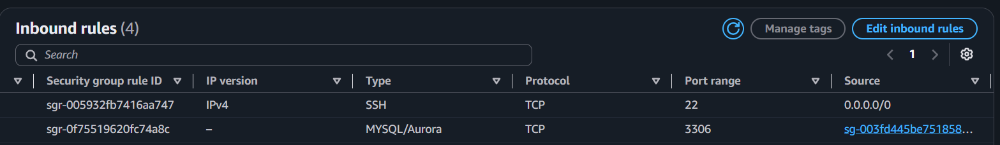 Inbound rules (4)
Manage tags
Edit inbound rules
Search
1
Security group rule ID IP version Type Protocol Port range Source
sgr-005932fb7416aa747 IPv4 SSH TCP 22 0.0.0.0/0
sgr-0f75519620fc74a8c – MYSQL/Aurora TCP 3306 sg-003fd445be751858...